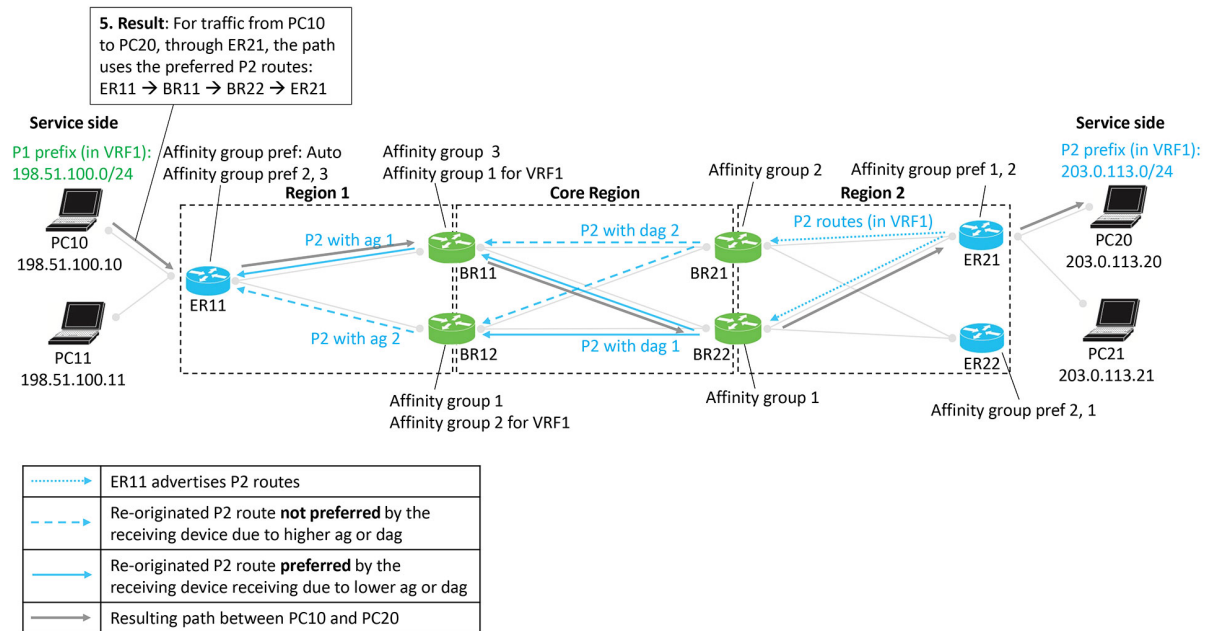 5. Result: For traffic from PC10
to PC20, through ER21, the path
uses the preferred P2 routes:
ER11 → BR11 → BR22 → ER21
Service side
P1 prefix (in VRF1):
198.51.100.0/24
PC10
198.51.100.10
PC11
198.51.100.11
Affinity group pref: Auto
Affinity group pref 2, 3
Region 1
ER11
P2 with ag 1
P2 with ag 2
Affinity group 3
Affinity group 1 for VRF1
BR11
BR12
Affinity group 1
Affinity group 2 for VRF1
Core Region
P2 with dag 2
P2 with dag 1
Affinity group 2
BR21
BR22
Affinity group 1
Region 2
P2 routes (in VRF1)
Affinity group pref 1, 2
ER21
ER22
Affinity group pref 2, 1
Service side
P2 prefix (in VRF1):
203.0.113.0/24
PC20
203.0.113.20
PC21
203.0.113.21
ER11 advertises P2 routes
Re-originated P2 route not preferred by the
receiving device due to higher ag or dag
Re-originated P2 route preferred by the
receiving device receiving due to lower ag or dag
Resulting path between PC10 and PC20